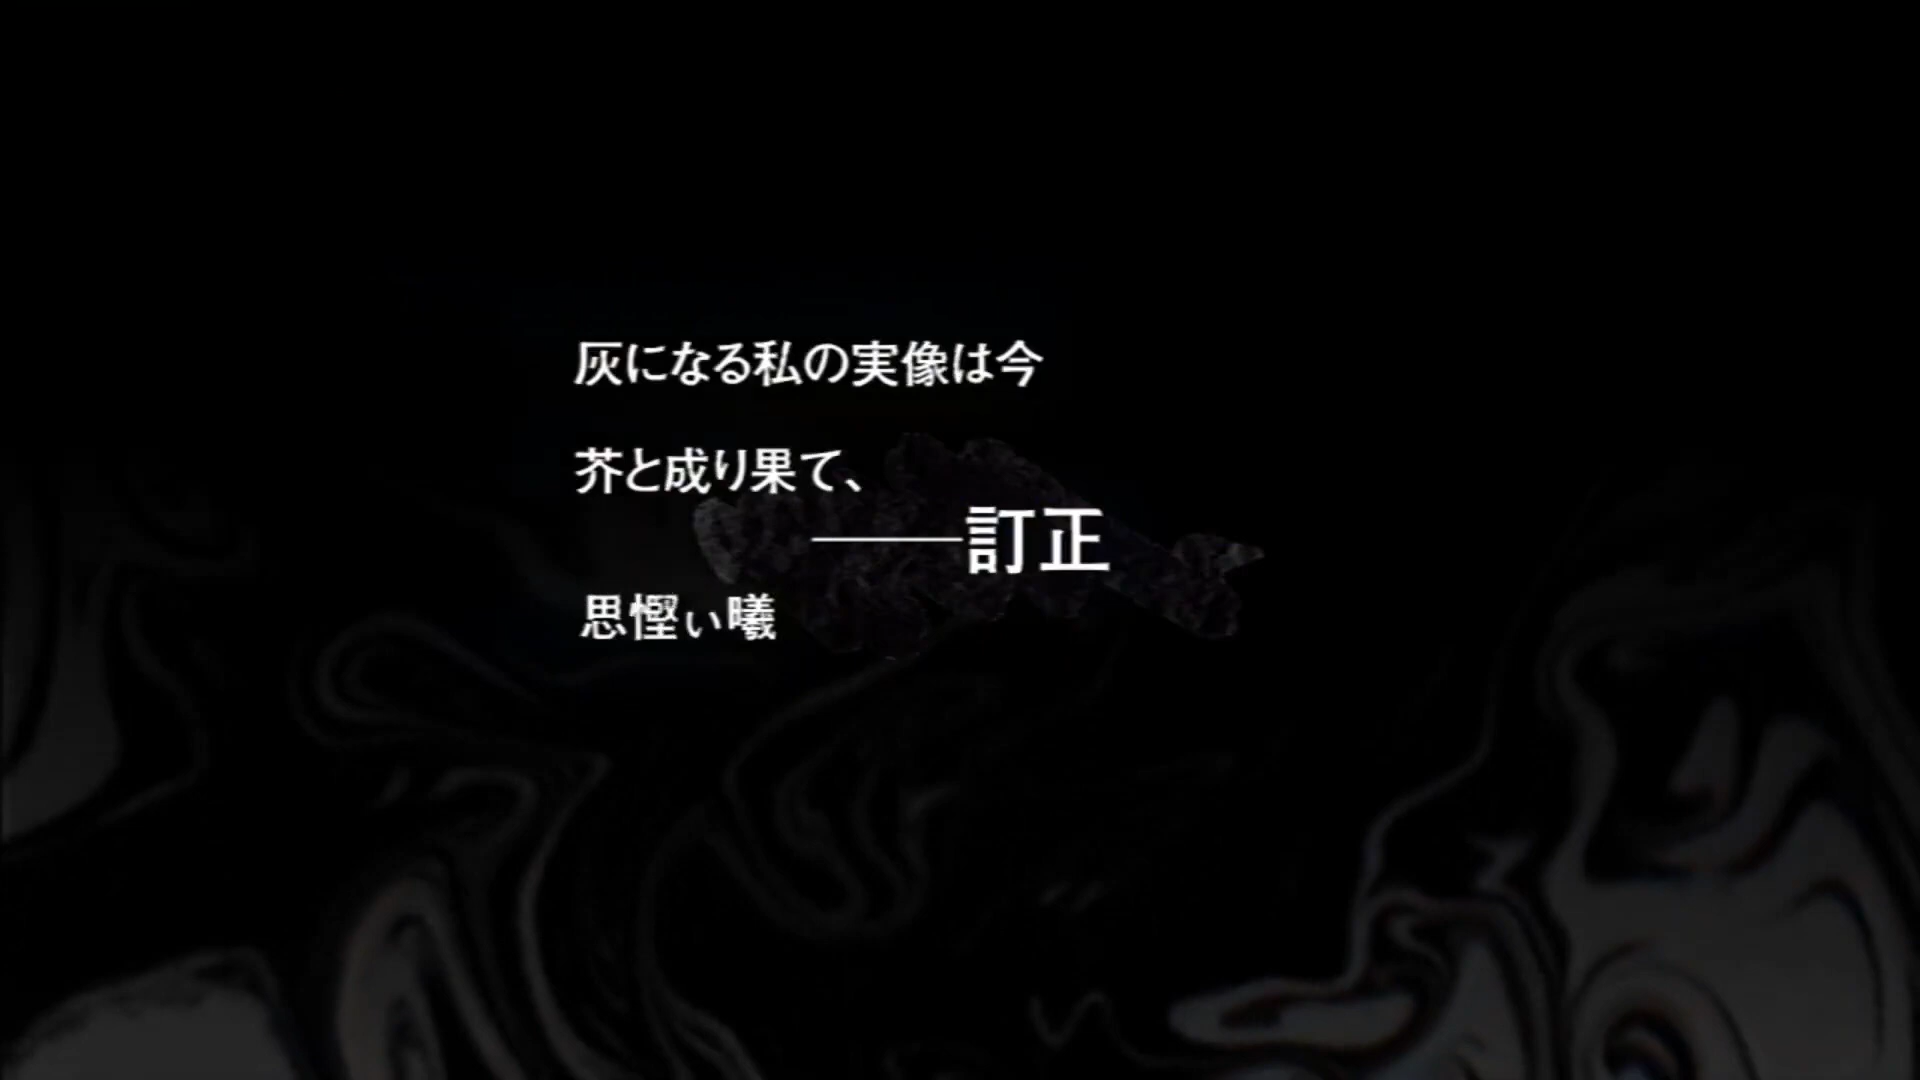 灰になる私の実像は今
芥と成り果て、
――訂正
思慳ぃ曦